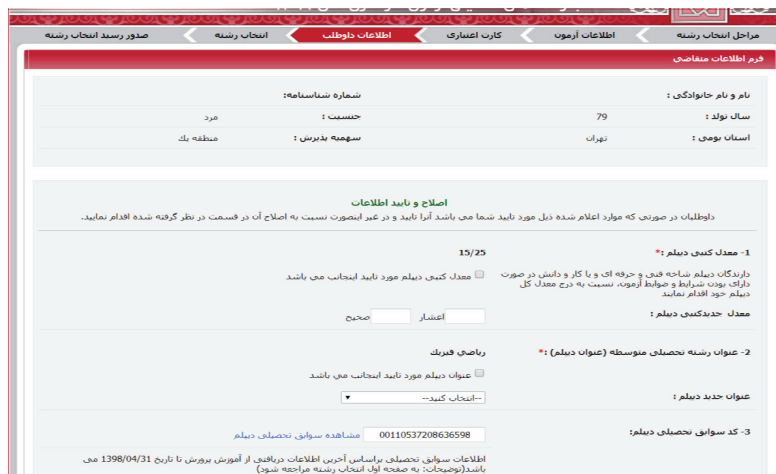 مراحل انتخاب رشته
اطلاعات آزمون
کارت اعتباری
اطلاعات داوطلب
انتخاب رشته
صدور رسید انتخاب رشته
فرم اطلاعات متقاضی
نام و نام خانوادگی :
شماره شناسنامه:
سال تولد : 79
جنسیت : مرد
استان بومی : تهران
سهمیه پذیرش : منطقه یك
اصلاح و تایید اطلاعات
داوطلبان در صورتی که موارد اعلام شده ذیل مورد تایید شما می باشد آنرا تایید و در غیر اینصورت نسبت به اصلاح آن در قسمت در نظر گرفته شده اقدام نمایید.
1- معدل کتبی دیپلم :* 15/25
دارندگان دیپلم شاخه فنی و حرفه ای و یا کار و دانش در صورت
دارای بودن شرایط و ضوابط آزمون، نسبت به درج معدل کل
دیپلم خود اقدام نمایند
معدل کتبی دیپلم مورد تایید اینجانب می باشد
معدل جدیدکتبی دیپلم :
اعشار صحیح
2- عنوان رشته تحصیلی متوسطه (عنوان دیپلم) :* ریاضي فیزیك
عنوان دیپلم مورد تایید اینجانب می باشد
عنوان جدید دیپلم : --انتخاب کنید--
3- کد سوابق تحصیلی دیپلم: 00110537208636598 مشاهده سوابق تحصیلی دیپلم
اطلاعات سوابق تحصیلی براساس آخرین اطلاعات دریافتی از آموزش پرورش تا تاریخ 1398/04/31 می
باشد(توضیحات: به صفحه اول انتخاب رشته مراجعه شود)